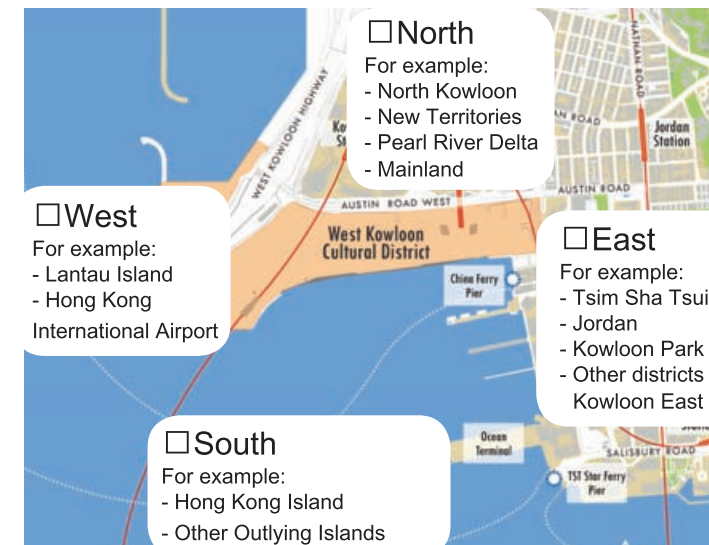 ☐North
For example:
- North Kowloon
- New Territories
- Pearl River Delta
- Mainland
NATHAN ROAD
Jordan
Station
WEST KOWLOON HIGHWAY
AUSTIN ROAD
AUSTIN ROAD WEST
West Kowloon
Cultural District
☐West
For example:
- Lantau Island
- Hong Kong
International Airport
China Ferry
Pier
☐East
For example:
- Tsim Sha Tsui
- Jordan
- Kowloon Park
- Other districts
Kowloon East
☐South
For example:
- Hong Kong Island
- Other Outlying Islands
Ocean
Terminal
SALISBURY ROAD
TST Star Ferry
Pier